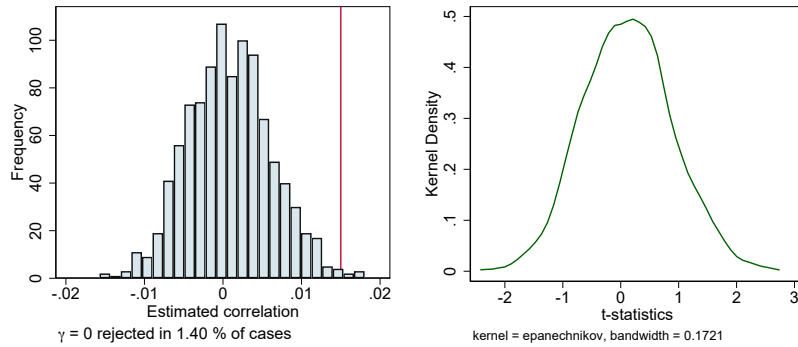 Frequency
100
80
60
40
20
0
-.02 -.01 0 .01 .02
Estimated correlation
γ = 0 rejected in 1.40 % of cases
Kernel Density
.5
.4
.3
.2
.1
0
-2 -1 0 1 2 3
t-statistics
kernel = epanechnikov, bandwidth = 0.1721